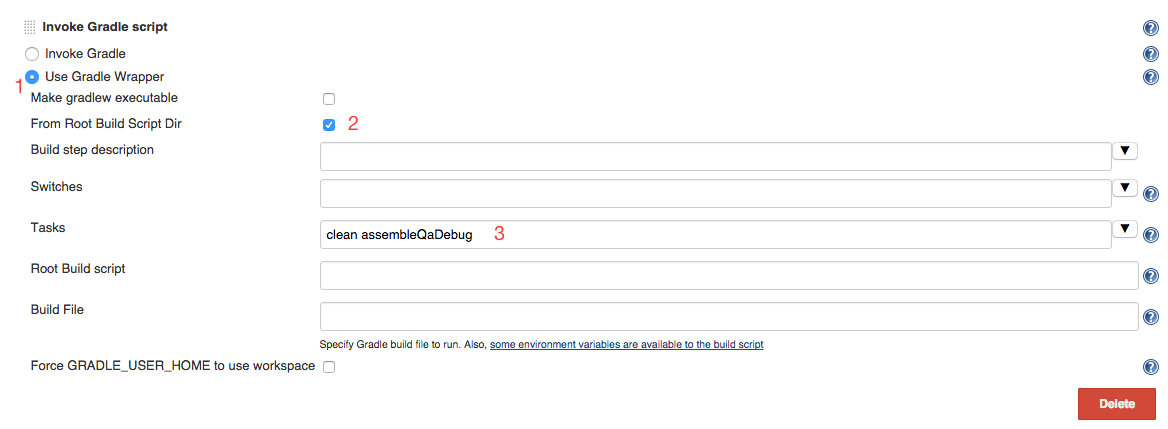 Invoke Gradle script
Invoke Gradle
Use Gradle Wrapper
1
Make gradlew executable
From Root Build Script Dir 2
Build step description
Switches
Tasks clean assembleQaDebug 3
Root Build script
Build File
Specify Gradle build file to run. Also, some environment variables are available to the build script
Force GRADLE_USER_HOME to use workspace
Delete